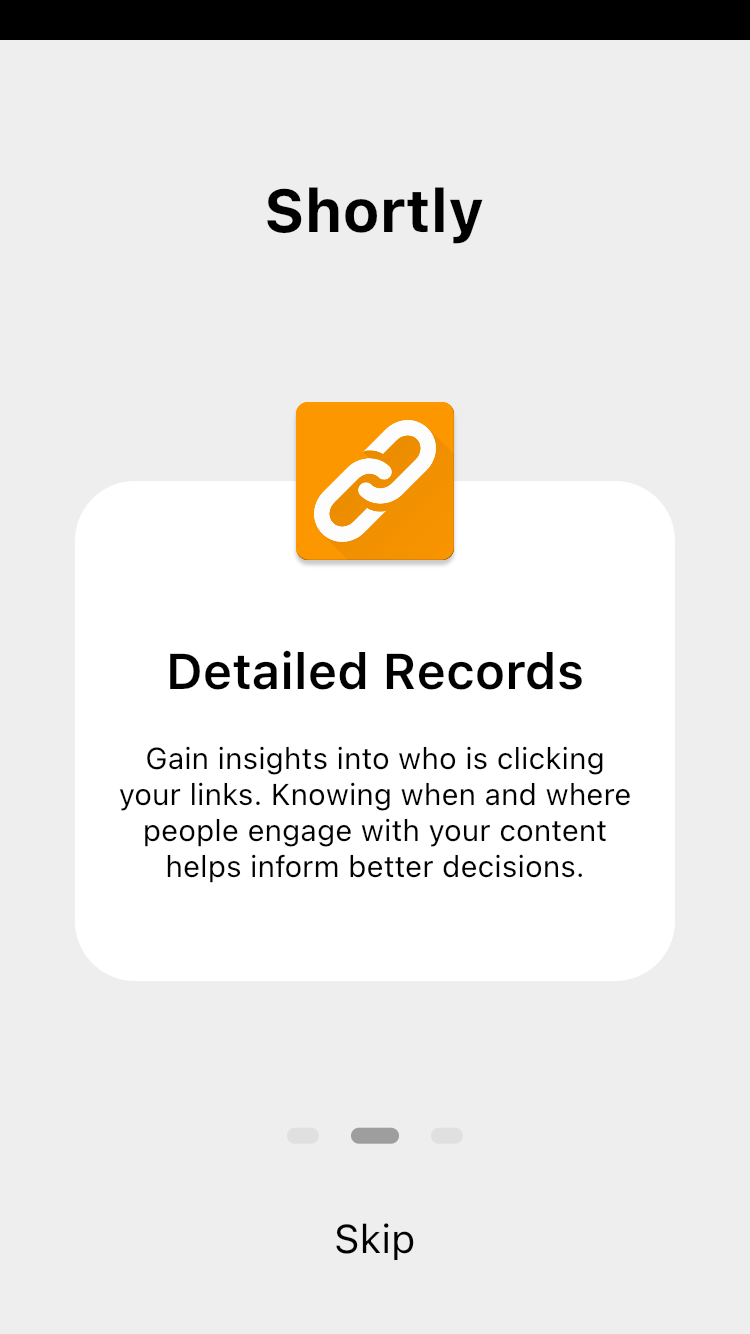 Shortly
Detailed Records
Gain insights into who is clicking
your links. Knowing when and where
people engage with your content
helps inform better decisions.
Skip